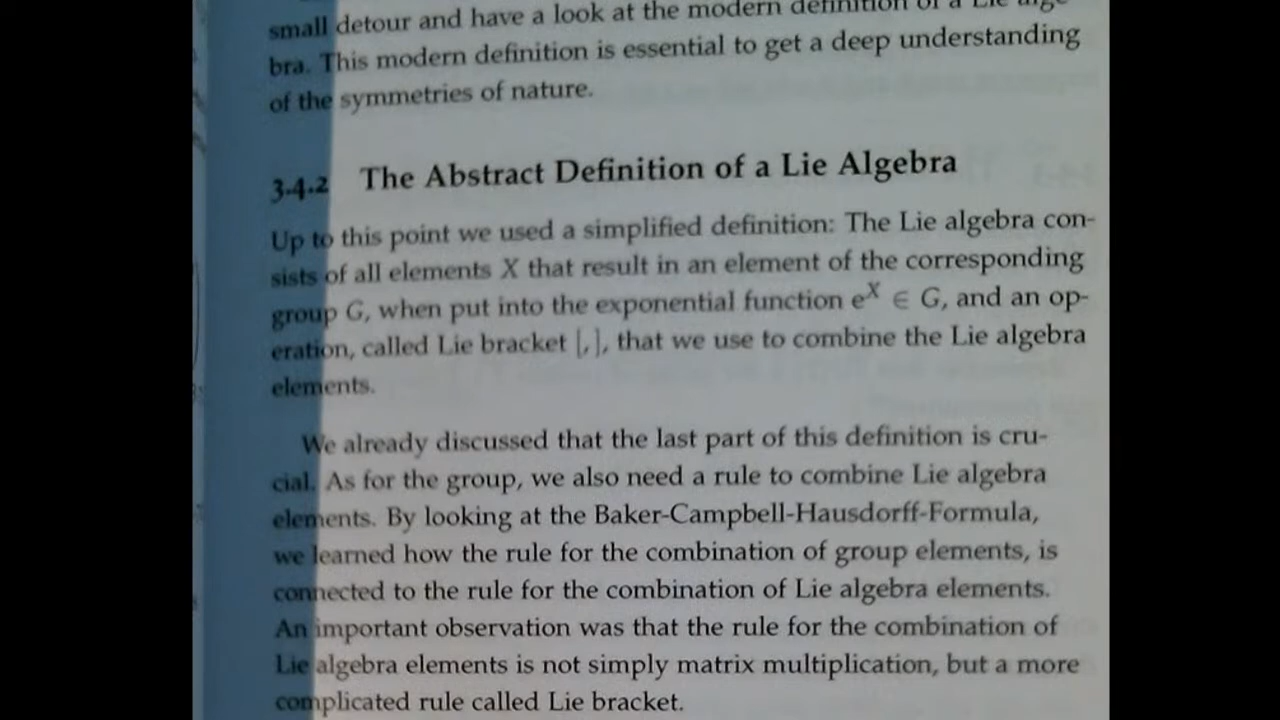 small detour and have a look at the modern definition of a Lie alge-
bra. This modern definition is essential to get a deep understanding
of the symmetries of nature.
3.4.2 The Abstract Definition of a Lie Algebra
Up to this point we used a simplified definition: The Lie algebra con-
sists of all elements X that result in an element of the corresponding
group G, when put into the exponential function e^X ∈ G, and an op-
eration, called Lie bracket [,], that we use to combine the Lie algebra
elements.
We already discussed that the last part of this definition is cru-
cial. As for the group, we also need a rule to combine Lie algebra
elements. By looking at the Baker-Campbell-Hausdorff-Formula,
we learned how the rule for the combination of group elements, is
connected to the rule for the combination of Lie algebra elements.
An important observation was that the rule for the combination of
Lie algebra elements is not simply matrix multiplication, but a more
complicated rule called Lie bracket.